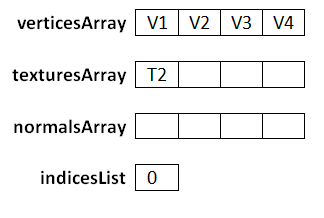 verticesArray V1 V2 V3 V4
texturesArray T2
normalsArray
indicesList 0